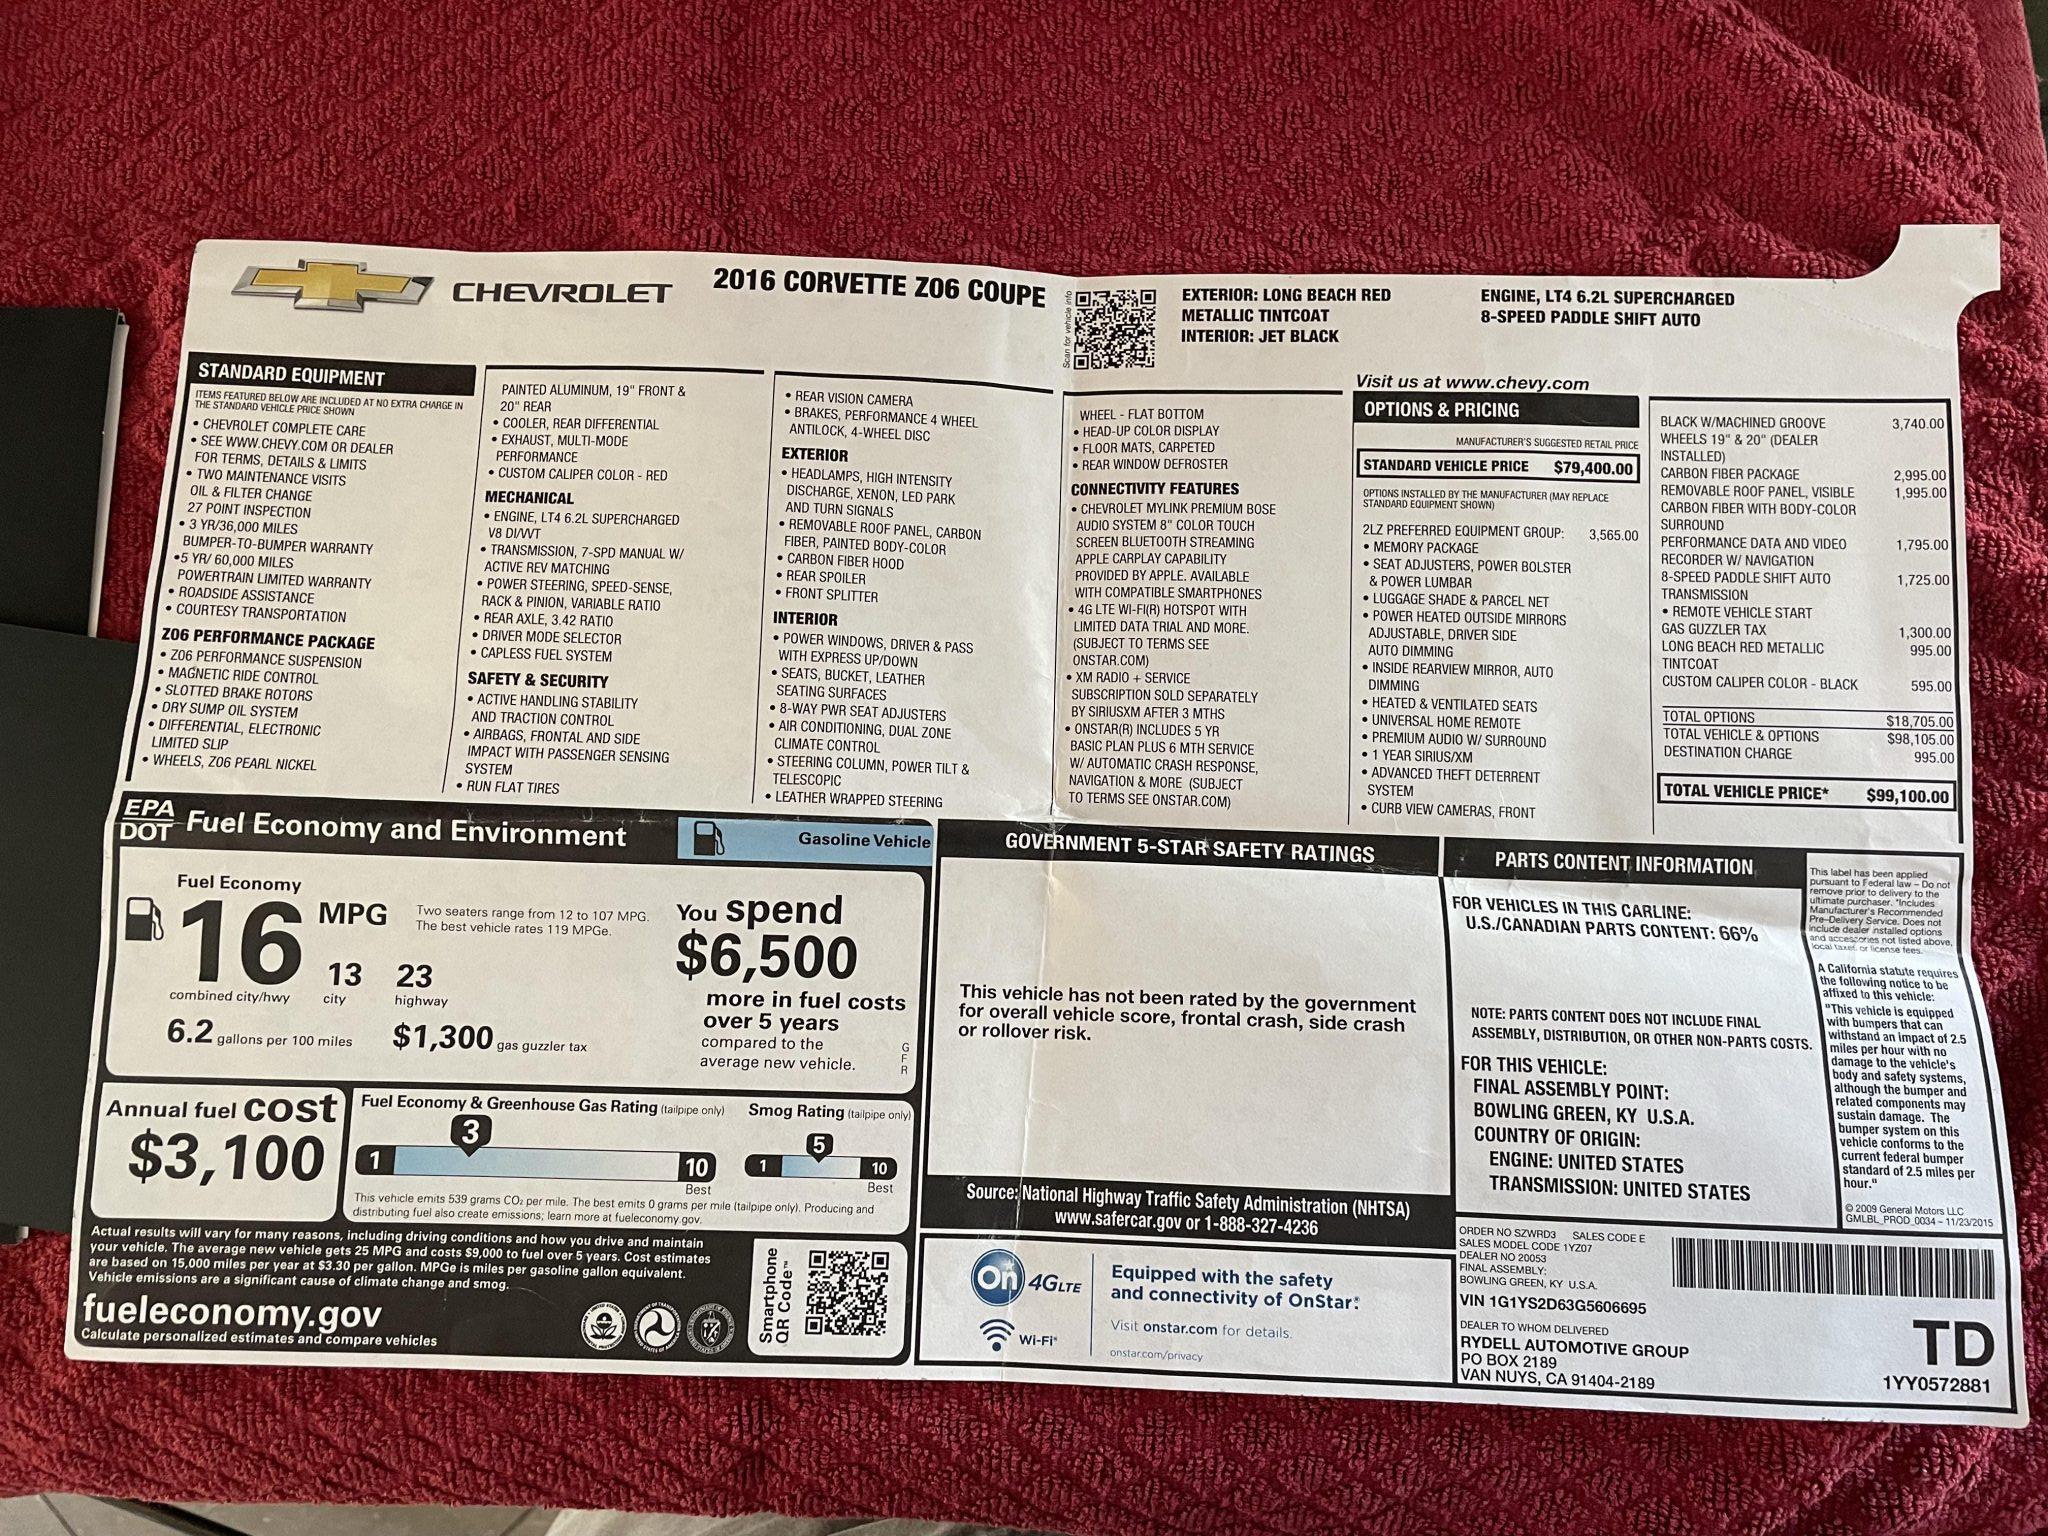 CHEVROLET
2016 CORVETTE Z06 COUPE
Scan for vehicle info
EXTERIOR: LONG BEACH RED
METALLIC TINTCOAT
INTERIOR: JET BLACK
ENGINE, LT4 6.2L SUPERCHARGED
8-SPEED PADDLE SHIFT AUTO
STANDARD EQUIPMENT
ITEMS FEATURED BELOW ARE INCLUDED AT NO EXTRA CHARGE IN
THE STANDARD VEHICLE PRICE SHOWN
• CHEVROLET COMPLETE CARE
• SEE WWW.CHEVY.COM OR DEALER
FOR TERMS, DETAILS & LIMITS
• TWO MAINTENANCE VISITS
OIL & FILTER CHANGE
27 POINT INSPECTION
• 3 YR/36,000 MILES
BUMPER-TO-BUMPER WARRANTY
•5 YR/ 60,000 MILES
POWERTRAIN LIMITED WARRANTY
• ROADSIDE ASSISTANCE
• COURTESY TRANSPORTATION
Z06 PERFORMANCE PACKAGE
• Z06 PERFORMANCE SUSPENSION
• MAGNETIC RIDE CONTROL
• SLOTTED BRAKE ROTORS
• DRY SUMP OIL SYSTEM
• DIFFERENTIAL, ELECTRONIC
LIMITED SLIP
• WHEELS, Z06 PEARL NICKEL
PAINTED ALUMINUM, 19" FRONT &
20" REAR
• COOLER, REAR DIFFERENTIAL
• EXHAUST, MULTI-MODE
PERFORMANCE
• CUSTOM CALIPER COLOR - RED
MECHANICAL
• ENGINE, LT4 6.2L SUPERCHARGED
V8 DI/VVT
• TRANSMISSION, 7-SPD MANUAL W/
ACTIVE REV MATCHING
• POWER STEERING, SPEED-SENSE,
RACK & PINION, VARIABLE RATIO
• REAR AXLE, 3.42 RATIO
• DRIVER MODE SELECTOR
• CAPLESS FUEL SYSTEM
SAFETY & SECURITY
• ACTIVE HANDLING STABILITY
AND TRACTION CONTROL
• AIRBAGS, FRONTAL AND SIDE
IMPACT WITH PASSENGER SENSING
SYSTEM
• RUN FLAT TIRES
• REAR VISION CAMERA
• BRAKES, PERFORMANCE 4 WHEEL
ANTILOCK, 4-WHEEL DISC
EXTERIOR
• HEADLAMPS, HIGH INTENSITY
DISCHARGE, XENON, LED PARK
AND TURN SIGNALS
• REMOVABLE ROOF PANEL, CARBON
FIBER, PAINTED BODY-COLOR
• CARBON FIBER HOOD
• REAR SPOILER
• FRONT SPLITTER
INTERIOR
• POWER WINDOWS, DRIVER & PASS
WITH EXPRESS UP/DOWN
• SEATS, BUCKET, LEATHER
SEATING SURFACES
• 8-WAY PWR SEAT ADJUSTERS
• AIR CONDITIONING, DUAL ZONE
CLIMATE CONTROL
• STEERING COLUMN, POWER TILT &
TELESCOPIC
• LEATHER WRAPPED STEERING
WHEEL - FLAT BOTTOM
• HEAD-UP COLOR DISPLAY
• FLOOR MATS, CARPETED
• REAR WINDOW DEFROSTER
CONNECTIVITY FEATURES
• CHEVROLET MYLINK PREMIUM BOSE
AUDIO SYSTEM 8" COLOR TOUCH
SCREEN BLUETOOTH STREAMING
APPLE CARPLAY CAPABILITY
PROVIDED BY APPLE. AVAILABLE
WITH COMPATIBLE SMARTPHONES
• 4G LTE WI-FI(R) HOTSPOT WITH
LIMITED DATA TRIAL AND MORE.
(SUBJECT TO TERMS SEE
ONSTAR.COM)
• XM RADIO + SERVICE
SUBSCRIPTION SOLD SEPARATELY
BY SIRIUSXM AFTER 3 MTHS
• ONSTAR(R) INCLUDES 5 YR
BASIC PLAN PLUS 6 MTH SERVICE
W/ AUTOMATIC CRASH RESPONSE,
NAVIGATION & MORE (SUBJECT
TO TERMS SEE ONSTAR.COM)
Visit us at www.chevy.com
OPTIONS & PRICING
MANUFACTURER'S SUGGESTED RETAIL PRICE
STANDARD VEHICLE PRICE $79,400.00
OPTIONS INSTALLED BY THE MANUFACTURER (MAY REPLACE
STANDARD EQUIPMENT SHOWN)
2LZ PREFERRED EQUIPMENT GROUP: 3,565.00
• MEMORY PACKAGE
• SEAT ADJUSTERS, POWER BOLSTER
& POWER LUMBAR
• LUGGAGE SHADE & PARCEL NET
• POWER HEATED OUTSIDE MIRRORS
ADJUSTABLE, DRIVER SIDE
AUTO DIMMING
• INSIDE REARVIEW MIRROR, AUTO
DIMMING
• HEATED & VENTILATED SEATS
• UNIVERSAL HOME REMOTE
• PREMIUM AUDIO W/ SURROUND
• 1 YEAR SIRIUS/XM
• ADVANCED THEFT DETERRENT
SYSTEM
• CURB VIEW CAMERAS, FRONT
BLACK W/MACHINED GROOVE 3,740.00
WHEELS 19" & 20" (DEALER
INSTALLED)
CARBON FIBER PACKAGE 2,995.00
REMOVABLE ROOF PANEL, VISIBLE 1,995.00
CARBON FIBER WITH BODY-COLOR
SURROUND
PERFORMANCE DATA AND VIDEO 1,795.00
RECORDER W/ NAVIGATION
8-SPEED PADDLE SHIFT AUTO 1,725.00
TRANSMISSION
• REMOTE VEHICLE START
GAS GUZZLER TAX 1,300.00
LONG BEACH RED METALLIC 995.00
TINTCOAT
CUSTOM CALIPER COLOR - BLACK 595.00
TOTAL OPTIONS $18,705.00
TOTAL VEHICLE & OPTIONS $98,105.00
DESTINATION CHARGE 995.00
TOTAL VEHICLE PRICE* $99,100.00
EPA
DOT
Fuel Economy and Environment
Gasoline Vehicle
Fuel Economy
16 MPG
combined city/hwy
13
city
23
highway
6.2 gallons per 100 miles
$1,300 gas guzzler tax
Two seaters range from 12 to 107 MPG.
The best vehicle rates 119 MPGe.
You spend
$6,500
more in fuel costs
over 5 years
compared to the
average new vehicle.
G
F
R
Annual fuel cost
$3,100
Fuel Economy & Greenhouse Gas Rating (tailpipe only)
3
1
10
Best
Smog Rating (tailpipe only)
5
1
10
Best
This vehicle emits 539 grams CO₂ per mile. The best emits 0 grams per mile (tailpipe only). Producing and
distributing fuel also create emissions; learn more at fueleconomy.gov.
Actual results will vary for many reasons, including driving conditions and how you drive and maintain
your vehicle. The average new vehicle gets 25 MPG and costs $9,000 to fuel over 5 years. Cost estimates
are based on 15,000 miles per year at $3.30 per gallon. MPGe is miles per gasoline gallon equivalent.
Vehicle emissions are a significant cause of climate change and smog.
fueleconomy.gov
Calculate personalized estimates and compare vehicles
Smartphone
QR Code™
GOVERNMENT 5-STAR SAFETY RATINGS
This vehicle has not been rated by the government
for overall vehicle score, frontal crash, side crash
or rollover risk.
Source: National Highway Traffic Safety Administration (NHTSA)
www.safercar.gov or 1-888-327-4236
On
4G LTE
Wi-Fi*
Equipped with the safety
and connectivity of OnStar.®
Visit onstar.com for details.
onstar.com/privacy
PARTS CONTENT INFORMATION
FOR VEHICLES IN THIS CARLINE:
U.S./CANADIAN PARTS CONTENT: 66%
NOTE: PARTS CONTENT DOES NOT INCLUDE FINAL
ASSEMBLY, DISTRIBUTION, OR OTHER NON-PARTS COSTS.
FOR THIS VEHICLE:
FINAL ASSEMBLY POINT:
BOWLING GREEN, KY U.S.A.
COUNTRY OF ORIGIN:
ENGINE: UNITED STATES
TRANSMISSION: UNITED STATES
This label has been applied
pursuant to Federal law – Do not
remove prior to delivery to the
ultimate purchaser. *Includes
Manufacturer's Recommended
Pre-Delivery Service. Does not
include dealer installed options
and accessories not listed above,
local taxes or license fees.
A California statute requires
the following notice to be
affixed to this vehicle:
"This vehicle is equipped
with bumpers that can
withstand an impact of 2.5
miles per hour with no
damage to the vehicle's
body and safety systems,
although the bumper and
related components may
sustain damage. The
bumper system on this
vehicle conforms to the
current federal bumper
standard of 2.5 miles per
hour."
© 2009 General Motors LLC
GMLBL_PROD_0034 – 11/23/2015
ORDER NO SZWRD3 SALES CODE E
SALES MODEL CODE 1YZ07
DEALER NO 20053
FINAL ASSEMBLY:
BOWLING GREEN, KY U.S.A.
VIN 1G1YS2D63G5606695
DEALER TO WHOM DELIVERED
RYDELL AUTOMOTIVE GROUP
PO BOX 2189
VAN NUYS, CA 91404-2189
TD
1YY0572881